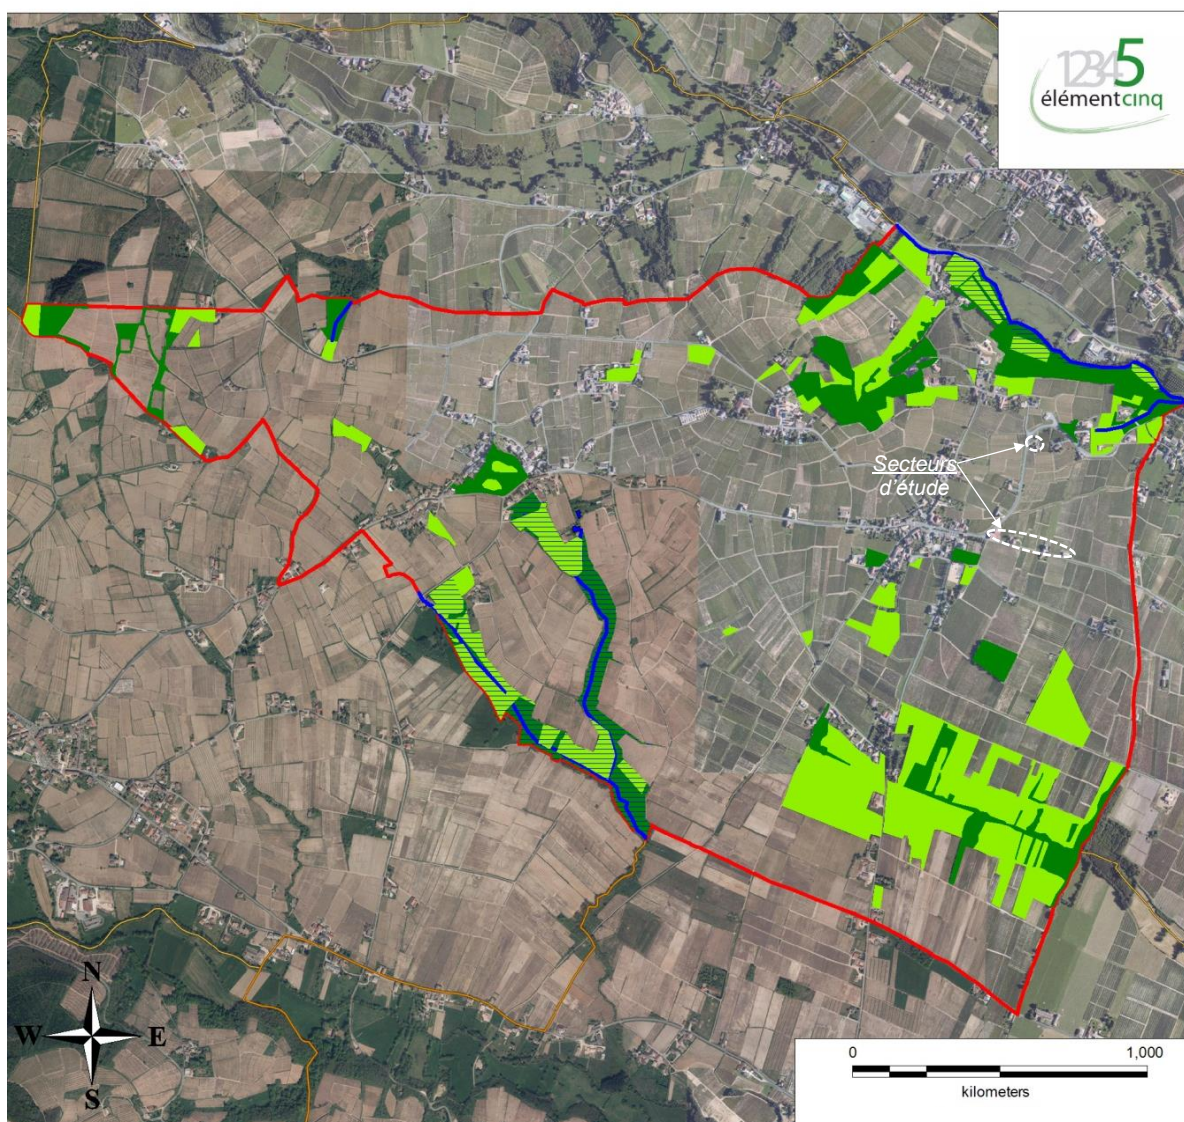 12345
élémentcinq
Secteurs
d'étude
N
W E
S
0 1,000
kilometers